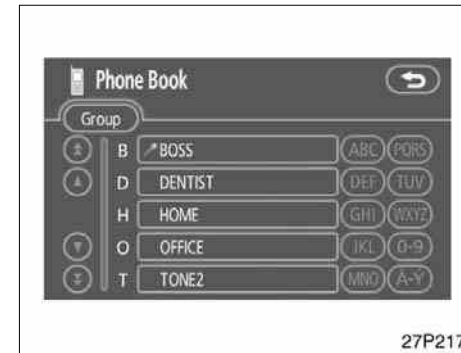 Phone Book
Group
B BOSS ABC PQRS
D DENTIST DEF TUV
H HOME GHI WXYZ
O OFFICE JKL 0-9
T TONE2 MNO À-Ý
27P217